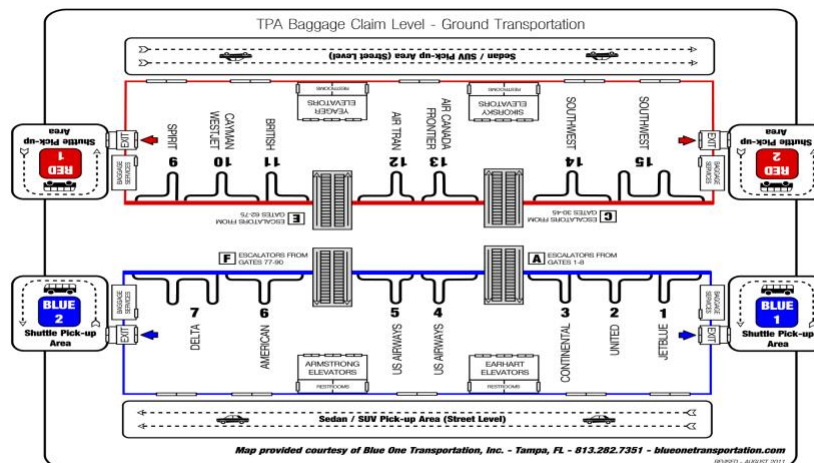 TPA Baggage Claim Level - Ground Transportation
Sedan / SUV Pick-up Area (Street Level)
RESTROOMS
YEAGER
ELEVATORS
RESTROOMS
SIKORSKY
ELEVATORS
SPIRIT
CAYMAN
WESTJET
BRITISH
AIR TRAN
AIR CANADA
FRONTIER
SOUTHWEST
SOUTHWEST
9
10
11
12
13
14
15
EXIT
BAGGAGE
SERVICES
RED
1
Shuttle Pick-up
Area
EXIT
BAGGAGE
SERVICES
RED
2
Shuttle Pick-up
Area
E
ESCALATORS FROM
GATES 62-75
C
ESCALATORS FROM
GATES 30-45
F
ESCALATORS FROM
GATES 77-90
A
ESCALATORS FROM
GATES 1-8
BAGGAGE
SERVICES
EXIT
BLUE
2
Shuttle Pick-up
Area
BAGGAGE
SERVICES
EXIT
BLUE
1
Shuttle Pick-up
Area
7
6
5
4
3
2
1
DELTA
AMERICAN
US AIRWAYS
US AIRWAYS
CONTINENTAL
UNITED
JETBLUE
ARMSTRONG
ELEVATORS
RESTROOMS
EARHART
ELEVATORS
RESTROOMS
Sedan / SUV Pick-up Area (Street Level)
Map provided courtesy of Blue One Transportation, Inc. - Tampa, FL - 813.282.7351 - blueonetransportation.com
REVISED - AUGUST 2011